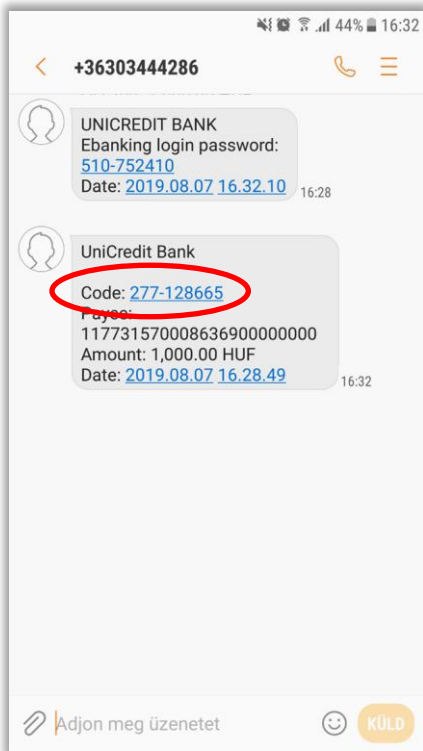 44% 16:32
+36303444286
UNICREDIT BANK
Ebanking login password:
510-752410
Date: 2019.08.07 16.32.10
16:28
UniCredit Bank
Code: 277-128665
Payee:
117731570008636900000000
Amount: 1,000.00 HUF
Date: 2019.08.07 16.28.49
16:32
Adjon meg üzenetet
KÜLD